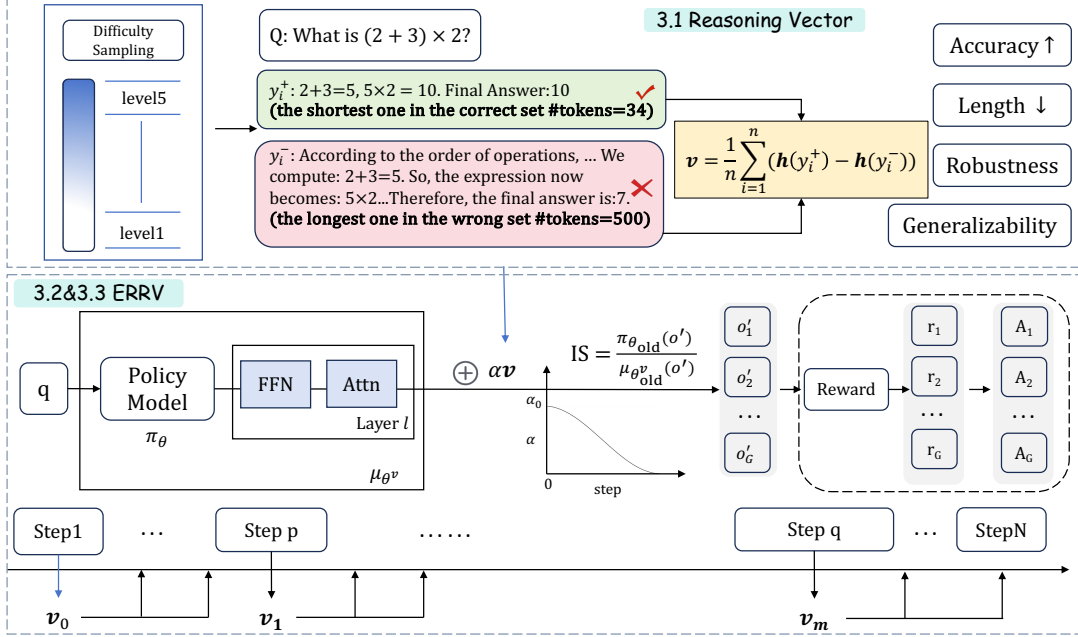 3.1 Reasoning Vector
Difficulty
Sampling
level5
level1
Q: What is (2 + 3) × 2?
y_i^+: 2+3=5, 5×2 = 10. Final Answer:10
(the shortest one in the correct set #tokens=34)
y_i^-: According to the order of operations, … We
compute: 2+3=5. So, the expression now
becomes: 5×2...Therefore, the final answer is:7.
(the longest one in the wrong set #tokens=500)
v = 1/n ∑_{i=1}^{n} (h(y_i^+) − h(y_i^-))
Accuracy ↑
Length ↓
Robustness
Generalizability
3.2&3.3 ERRV
q
Policy
Model
π_θ
FFN
Attn
Layer l
μ_{θ^v}
⊕ αv
IS = π_{θ_old}(o′) / μ_{θ^v_old}(o′)
α_0
α
0
step
o′_1
o′_2
...
o′_G
Reward
r_1
r_2
...
r_G
A_1
A_2
...
A_G
Step1
...
Step p
......
Step q
...
StepN
v_0
v_1
v_m